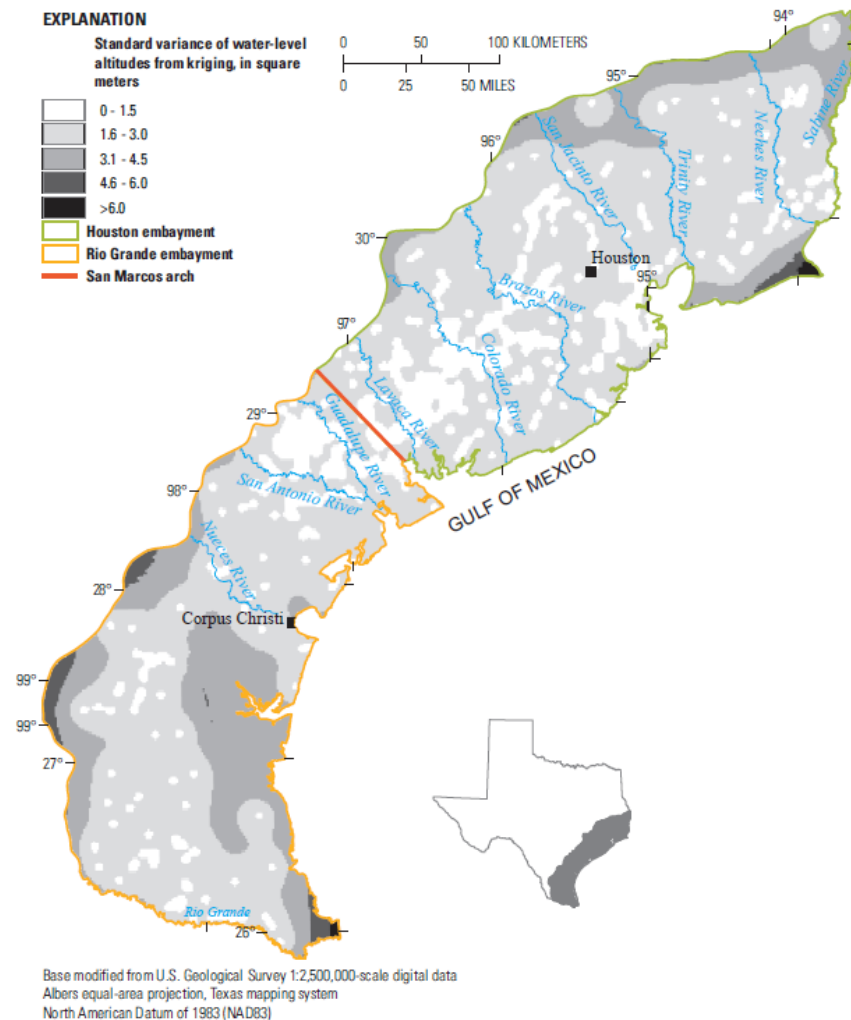 EXPLANATION
Standard variance of water-level
altitudes from kriging, in square
meters
0 - 1.5
1.6 - 3.0
3.1 - 4.5
4.6 - 6.0
>6.0
Houston embayment
Rio Grande embayment
San Marcos arch
0 50 100 KILOMETERS
0 25 50 MILES
94°
95°
96°
30°
97°
29°
98°
28°
99°
99°
27°
26°
95°
Sabine River
Neches River
Trinity River
San Jacinto River
Houston
Brazos River
Colorado River
Lavaca River
Guadalupe River
San Antonio River
Nueces River
Corpus Christi
GULF OF MEXICO
Rio Grande
Base modified from U.S. Geological Survey 1:2,500,000-scale digital data
Albers equal-area projection, Texas mapping system
North American Datum of 1983 (NAD83)